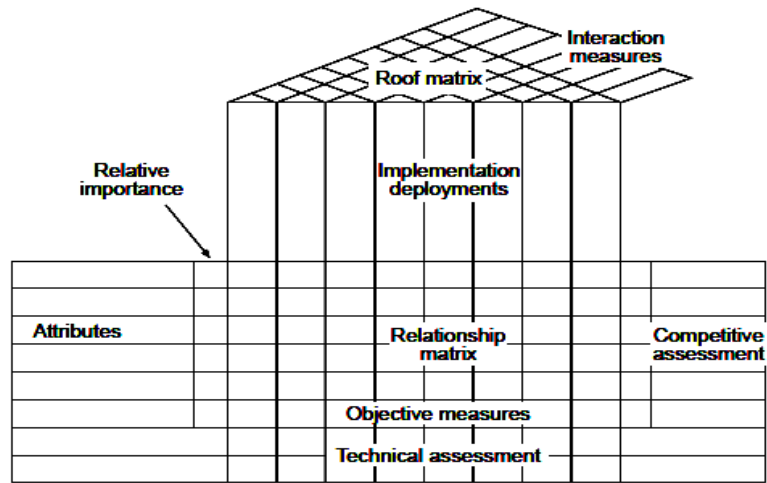 Interaction
measures
Roof matrix
Relative
importance
Implementation
deployments
Attributes
Relationship
matrix
Competitive
assessment
Objective measures
Technical assessment